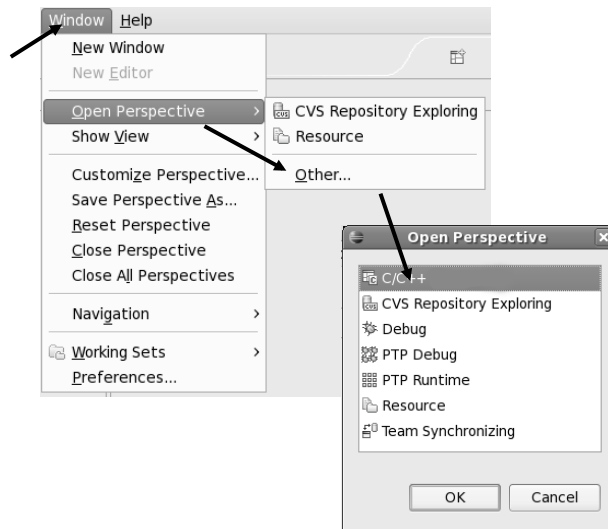 Window Help
New Window
New Editor
Open Perspective >
Show View >
Customize Perspective...
Save Perspective As...
Reset Perspective
Close Perspective
Close All Perspectives
Navigation >
Working Sets >
Preferences...
CVS Repository Exploring
Resource
Other...
Open Perspective
C/C++
CVS Repository Exploring
Debug
PTP Debug
PTP Runtime
Resource
Team Synchronizing
OK Cancel